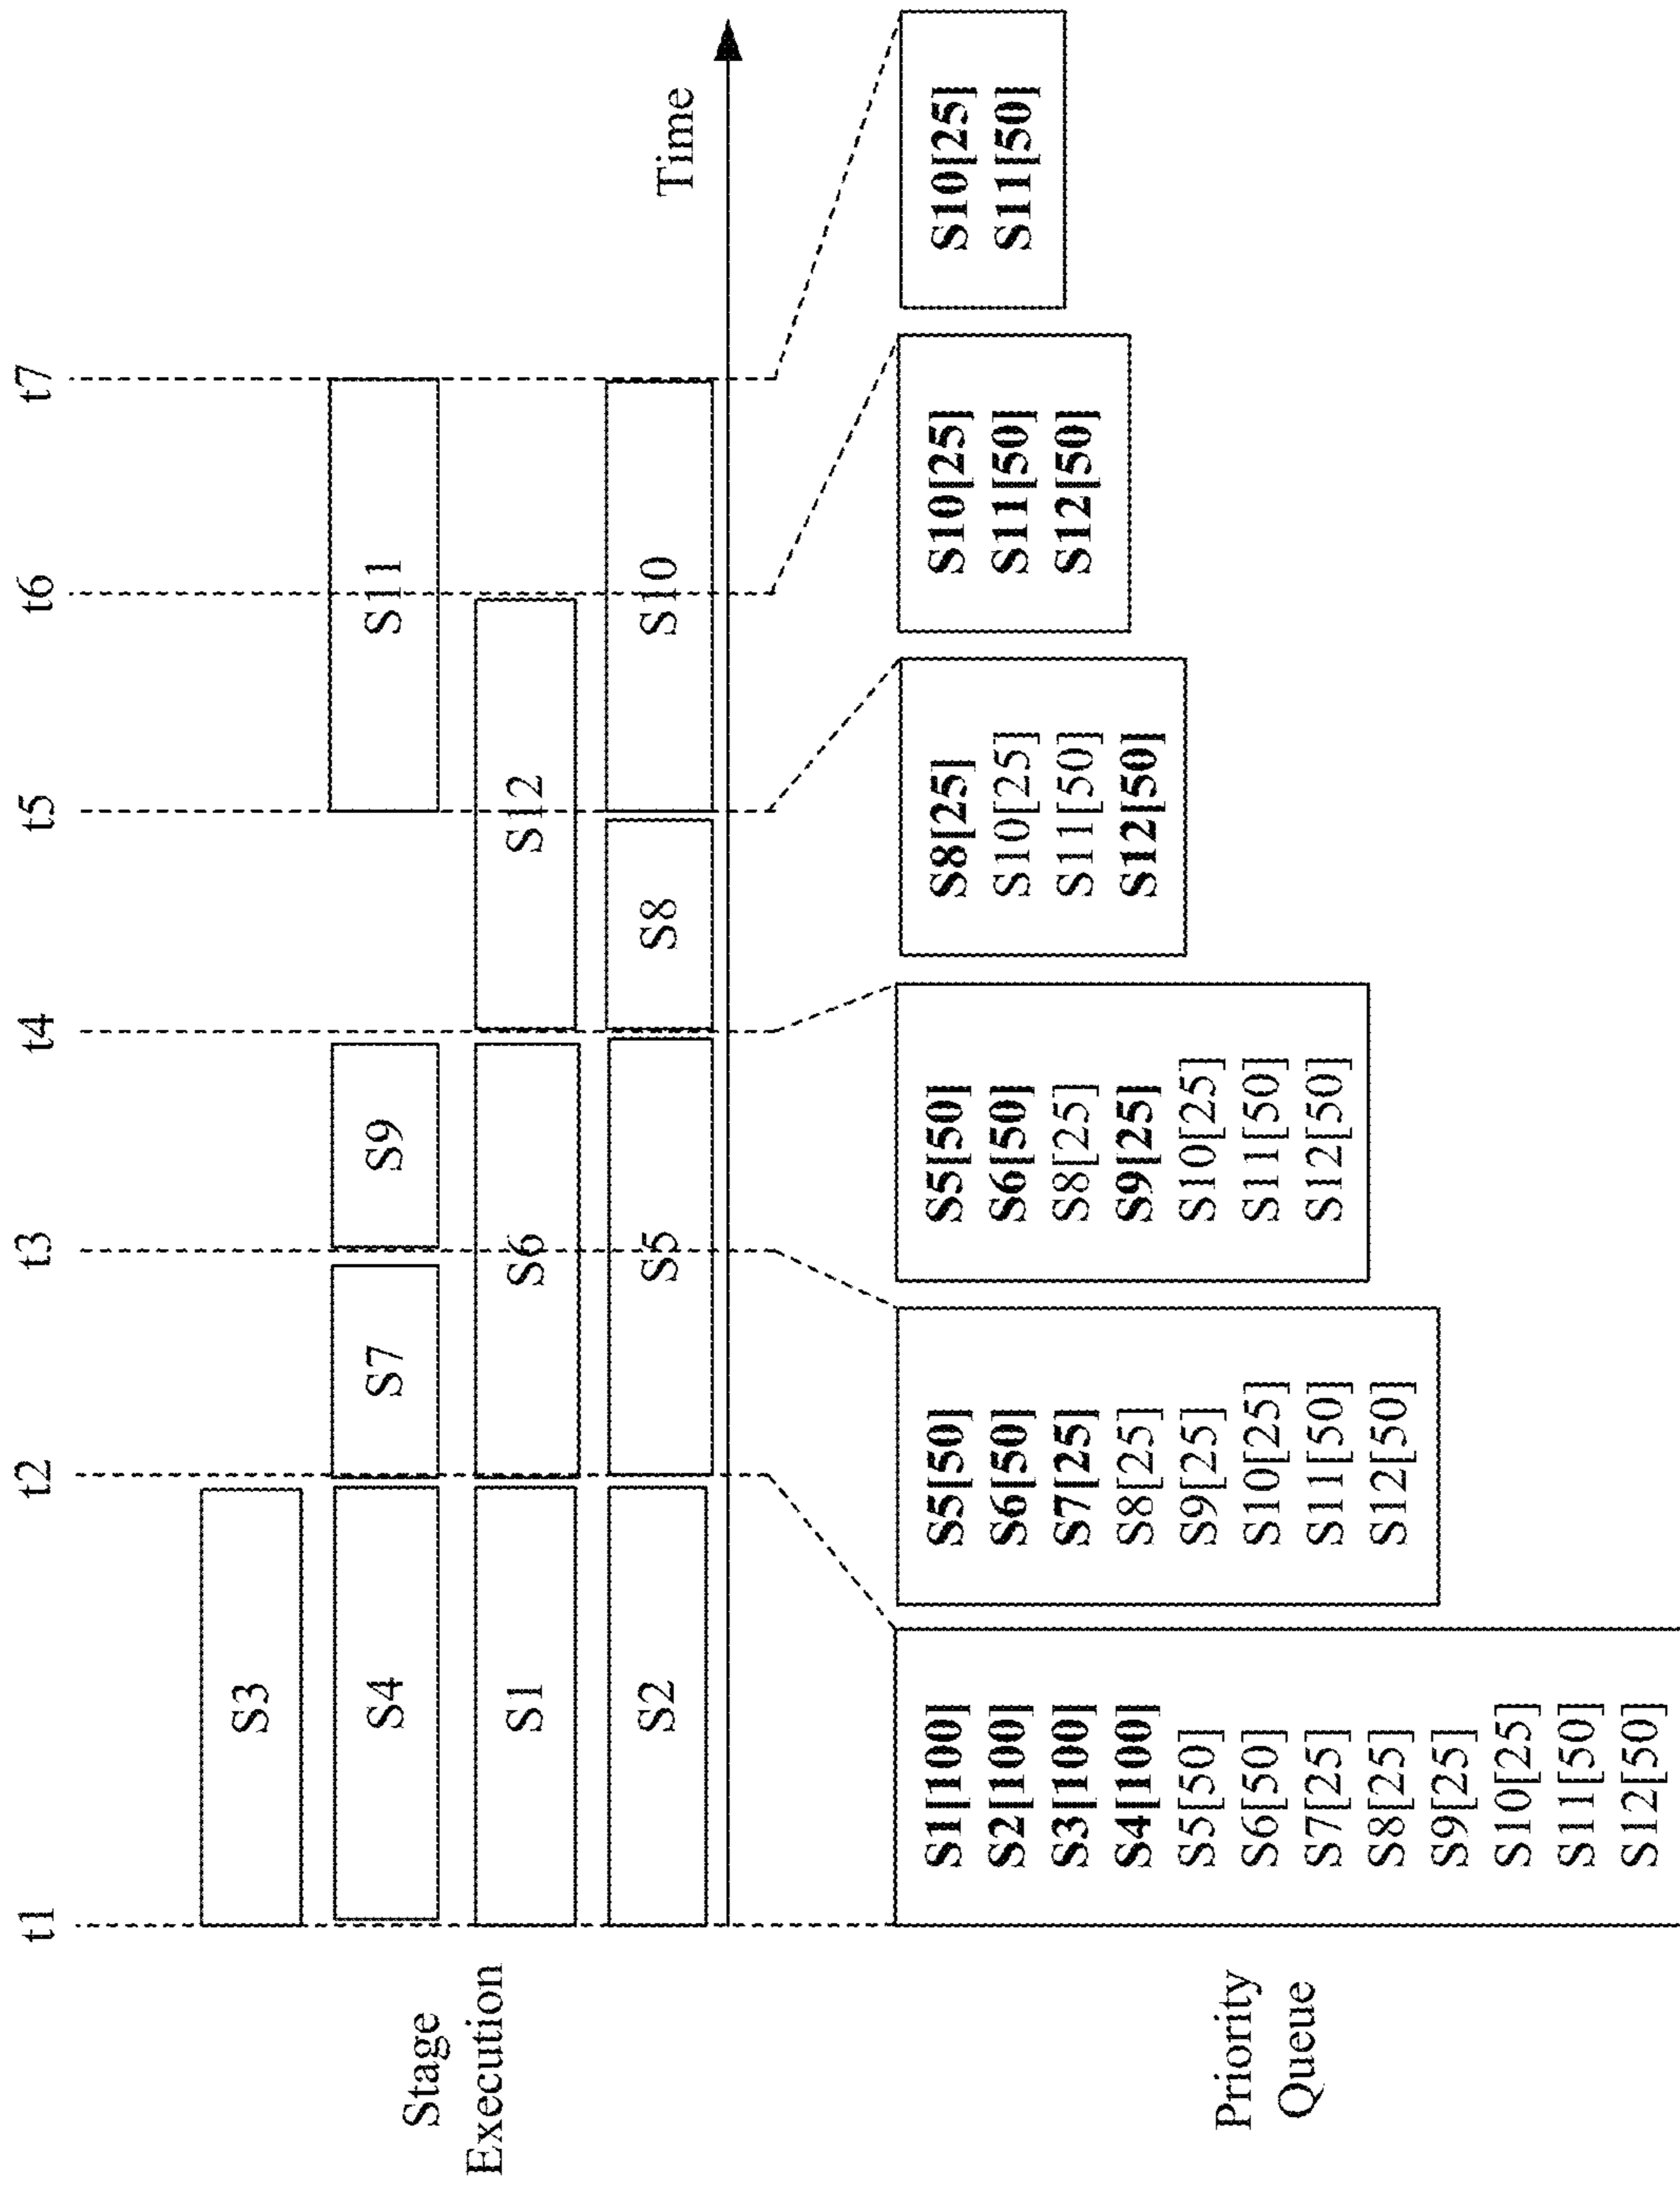 t1
t2
t3
t4
t5
t6
t7
Stage
Execution
S3
S4
S7
S9
S11
S1
S6
S12
S2
S5
S8
S10
Time
Priority
Queue
S1[100]
S2[100]
S3[100]
S4[100]
S5[50]
S6[50]
S7[25]
S8[25]
S9[25]
S10[25]
S11[50]
S12[50]
S5[50]
S6[50]
S7[25]
S8[25]
S9[25]
S10[25]
S11[50]
S12[50]
S5[50]
S6[50]
S8[25]
S9[25]
S10[25]
S11[50]
S12[50]
S8[25]
S10[25]
S11[50]
S12[50]
S10[25]
S11[50]
S12[50]
S10[25]
S11[50]